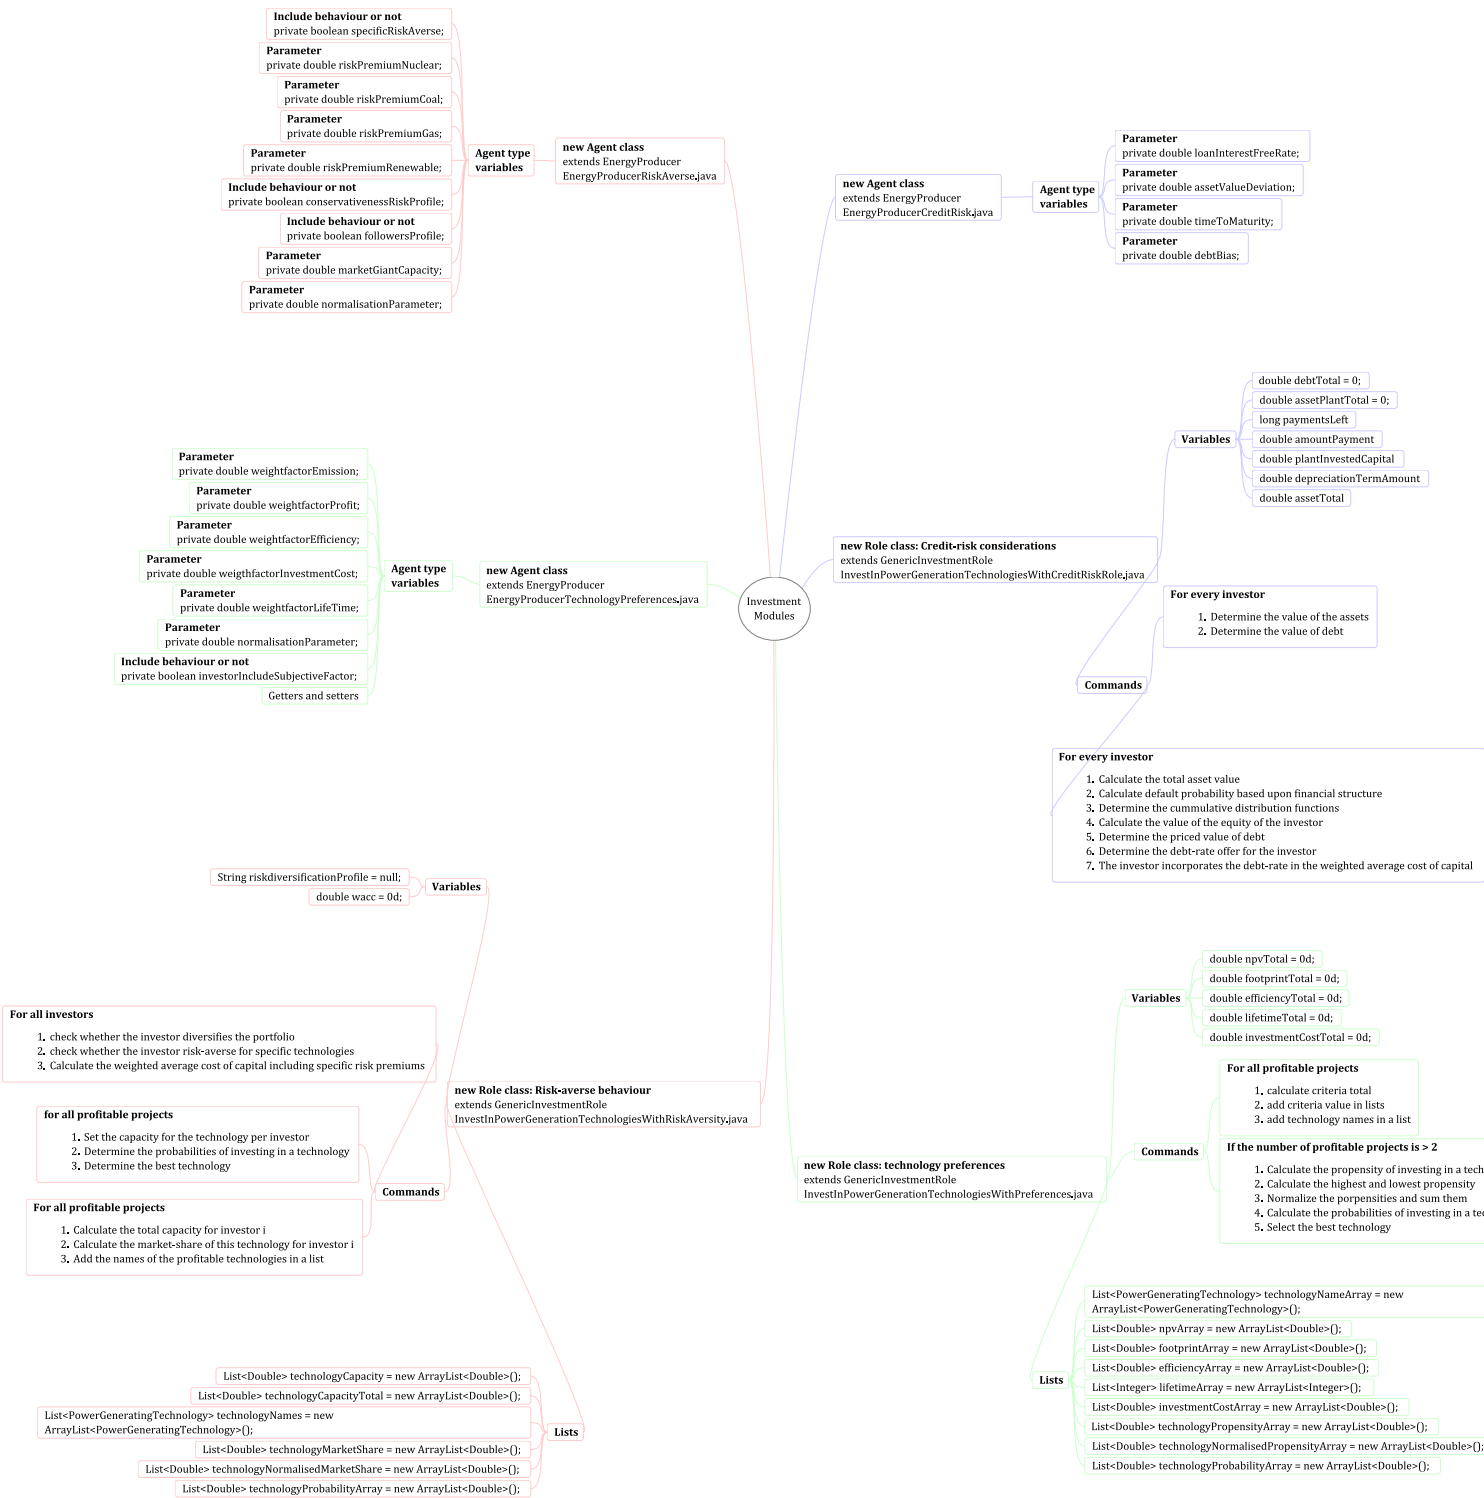 Include behaviour or not
private boolean specificRiskAverse;
Parameter
private double riskPremiumNuclear;
Parameter
private double riskPremiumCoal;
Parameter
private double riskPremiumGas;
Parameter
private double riskPremiumRenewable;
Include behaviour or not
private boolean conservativenessRiskProfile;
Include behaviour or not
private boolean followersProfile;
Parameter
private double marketGiantCapacity;
Parameter
private double normalisationParameter;
Agent type
variables
new Agent class
extends EnergyProducer
EnergyProducerRiskAverse.java
new Agent class
extends EnergyProducer
EnergyProducerCreditRisk.java
Agent type
variables
Parameter
private double loanInterestFreeRate;
Parameter
private double assetValueDeviation;
Parameter
private double timeToMaturity;
Parameter
private double debtBias;
Parameter
private double weightfactorEmission;
Parameter
private double weightfactorProfit;
Parameter
private double weightfactorEfficiency;
Parameter
private double weigthfactorInvestmentCost;
Parameter
private double weightfactorLifeTime;
Parameter
private double normalisationParameter;
Include behaviour or not
private boolean investorIncludeSubjectiveFactor;
Getters and setters
Agent type
variables
new Agent class
extends EnergyProducer
EnergyProducerTechnologyPreferences.java
Investment
Modules
new Role class: Credit-risk considerations
extends GenericInvestmentRole
InvestInPowerGenerationTechnologiesWithCreditRiskRole.java
Variables
double debtTotal = 0;
double assetPlantTotal = 0;
long paymentsLeft
double amountPayment
double plantInvestedCapital
double depreciationTermAmount
double assetTotal
Commands
For every investor
1. Determine the value of the assets
2. Determine the value of debt
For every investor
1. Calculate the total asset value
2. Calculate default probability based upon financial structure
3. Determine the cummulative distribution functions
4. Calculate the value of the equity of the investor
5. Determine the priced value of debt
6. Determine the debt-rate offer for the investor
7. The investor incorporates the debt-rate in the weighted average cost of capital
String riskdiversificationProfile = null;
double wacc = 0d;
Variables
For all investors
1. check whether the investor diversifies the portfolio
2. check whether the investor risk-averse for specific technologies
3. Calculate the weighted average cost of capital including specific risk premiums
for all profitable projects
1. Set the capacity for the technology per investor
2. Determine the probabilities of investing in a technology
3. Determine the best technology
For all profitable projects
1. Calculate the total capacity for investor i
2. Calculate the market-share of this technology for investor i
3. Add the names of the profitable technologies in a list
Commands
new Role class: Risk-averse behaviour
extends GenericInvestmentRole
InvestInPowerGenerationTechnologiesWithRiskAversity.java
List<Double> technologyCapacity = new ArrayList<Double>();
List<Double> technologyCapacityTotal = new ArrayList<Double>();
List<PowerGeneratingTechnology> technologyNames = new
ArrayList<PowerGeneratingTechnology>();
List<Double> technologyMarketShare = new ArrayList<Double>();
List<Double> technologyNormalisedMarketShare = new ArrayList<Double>();
List<Double> technologyProbabilityArray = new ArrayList<Double>();
Lists
new Role class: technology preferences
extends GenericInvestmentRole
InvestInPowerGenerationTechnologiesWithPreferences.java
Variables
double npvTotal = 0d;
double footprintTotal = 0d;
double efficiencyTotal = 0d;
double lifetimeTotal = 0d;
double investmentCostTotal = 0d;
Commands
For all profitable projects
1. calculate criteria total
2. add criteria value in lists
3. add technology names in a list
If the number of profitable projects is > 2
1. Calculate the propensity of investing in a tech
2. Calculate the highest and lowest propensity
3. Normalize the porpensities and sum them
4. Calculate the probabilities of investing in a
5. Select the best technology
Lists
List<PowerGeneratingTechnology> technologyNameArray = new
ArrayList<PowerGeneratingTechnology>();
List<Double> npvArray = new ArrayList<Double>();
List<Double> footprintArray = new ArrayList<Double>();
List<Double> efficiencyArray = new ArrayList<Double>();
List<Integer> lifetimeArray = new ArrayList<Integer>();
List<Double> investmentCostArray = new ArrayList<Double>();
List<Double> technologyPropensityArray = new ArrayList<Double>();
List<Double> technologyNormalisedPropensityArray = new ArrayList<Double>();
List<Double> technologyProbabilityArray = new ArrayList<Double>();